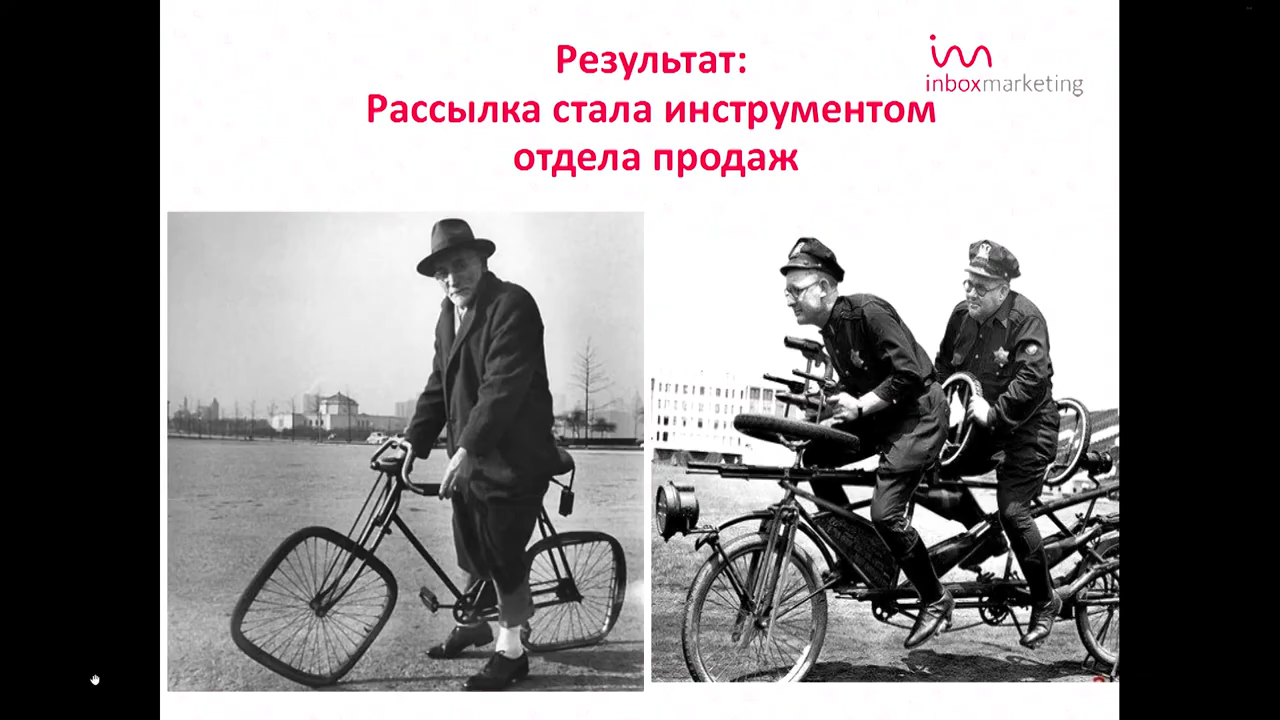 Результат:
Рассылка стала инструментом
отдела продаж
inboxmarketing